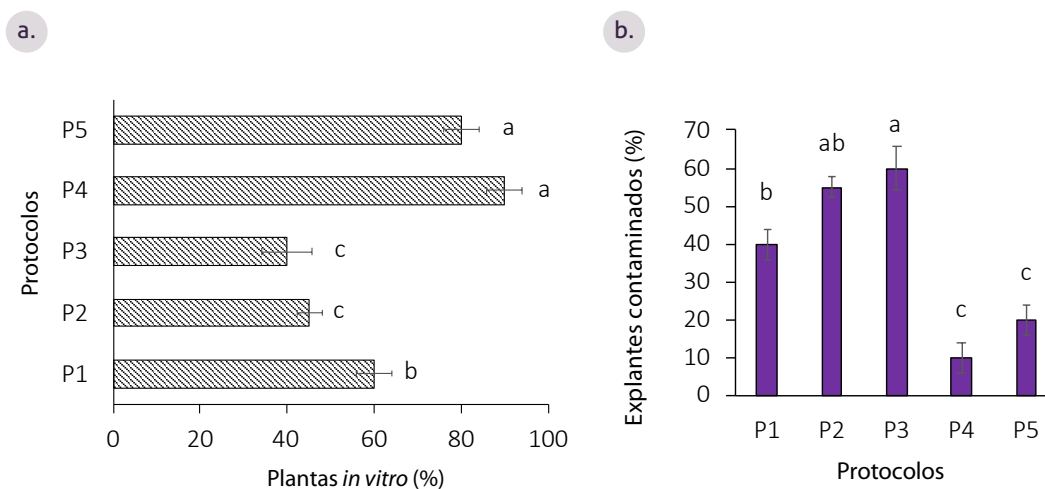 a.
P5
a
P4
a
P3
c
P2
c
P1
b
Protocolos
0 20 40 60 80 100
Plantas in vitro (%)
b.
Explantes contaminados (%)
70
60
50
40
30
20
10
0
b
ab
a
c
c
P1 P2 P3 P4 P5
Protocolos